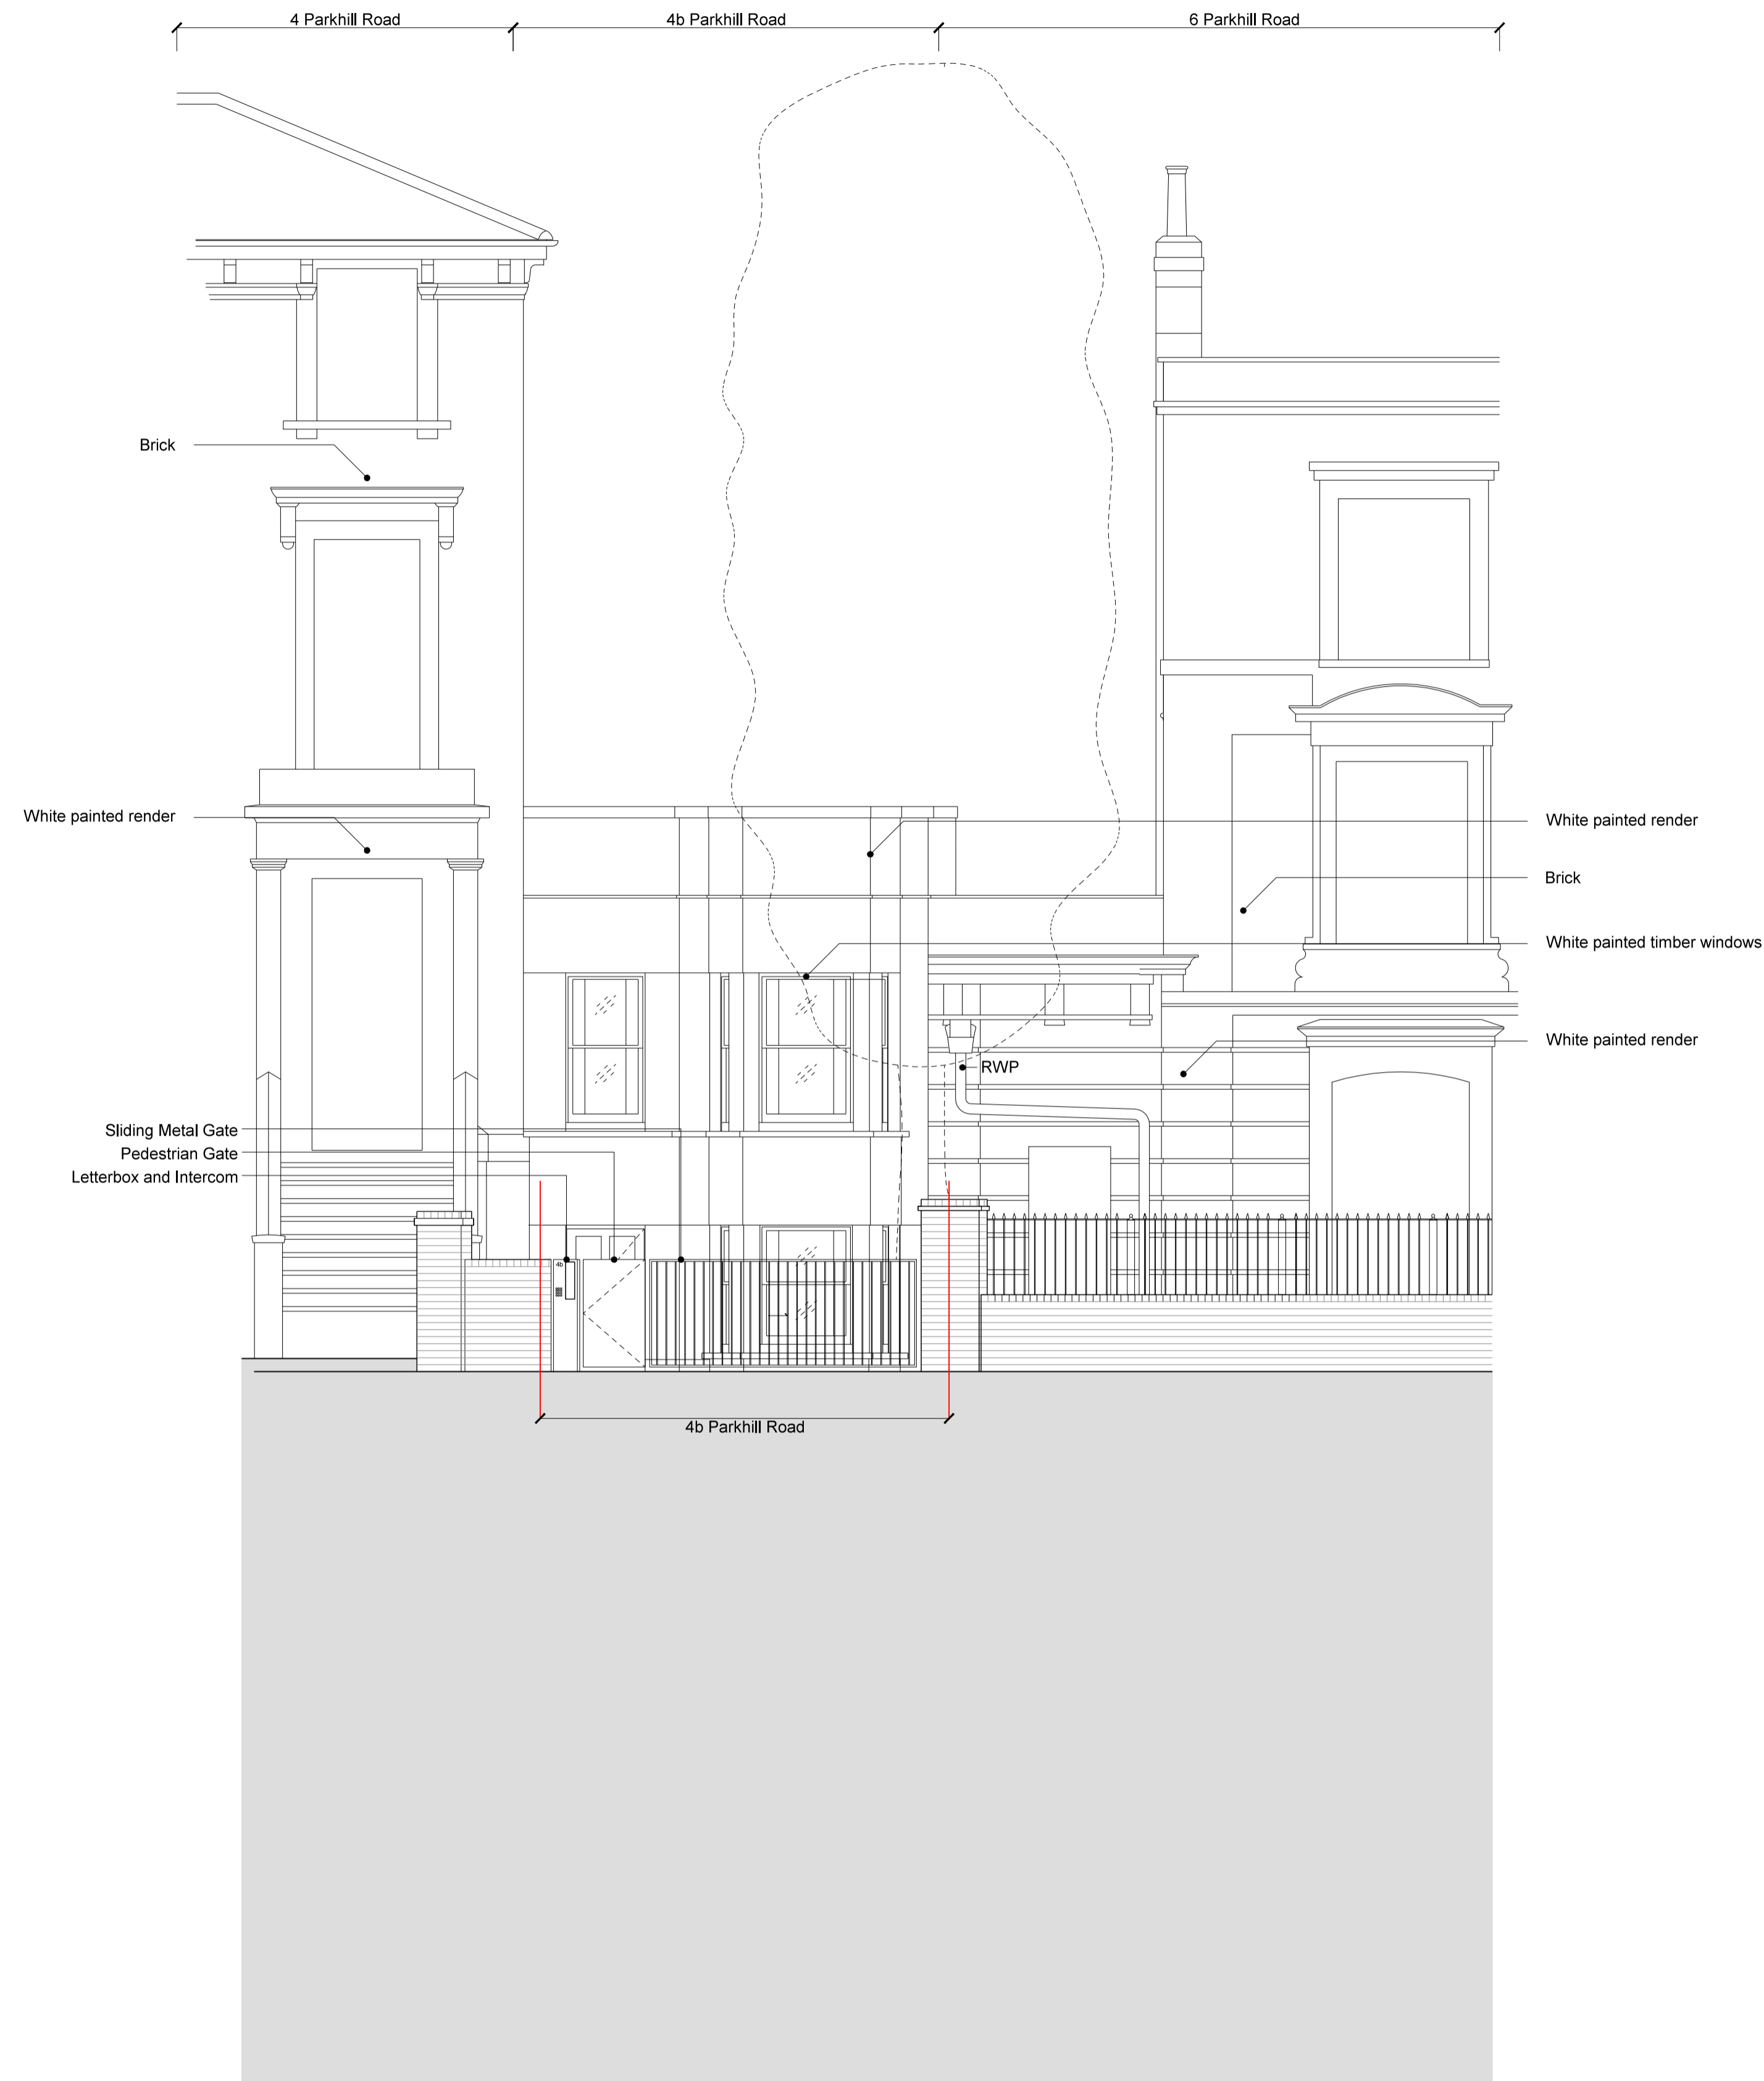 4 Parkhill Road
4b Parkhill Road
6 Parkhill Road
Brick
White painted render
White painted render
Brick
White painted timber windows
White painted render
RWP
Sliding Metal Gate
Pedestrian Gate
Letterbox and Intercom
4b
4b Parkhill Road